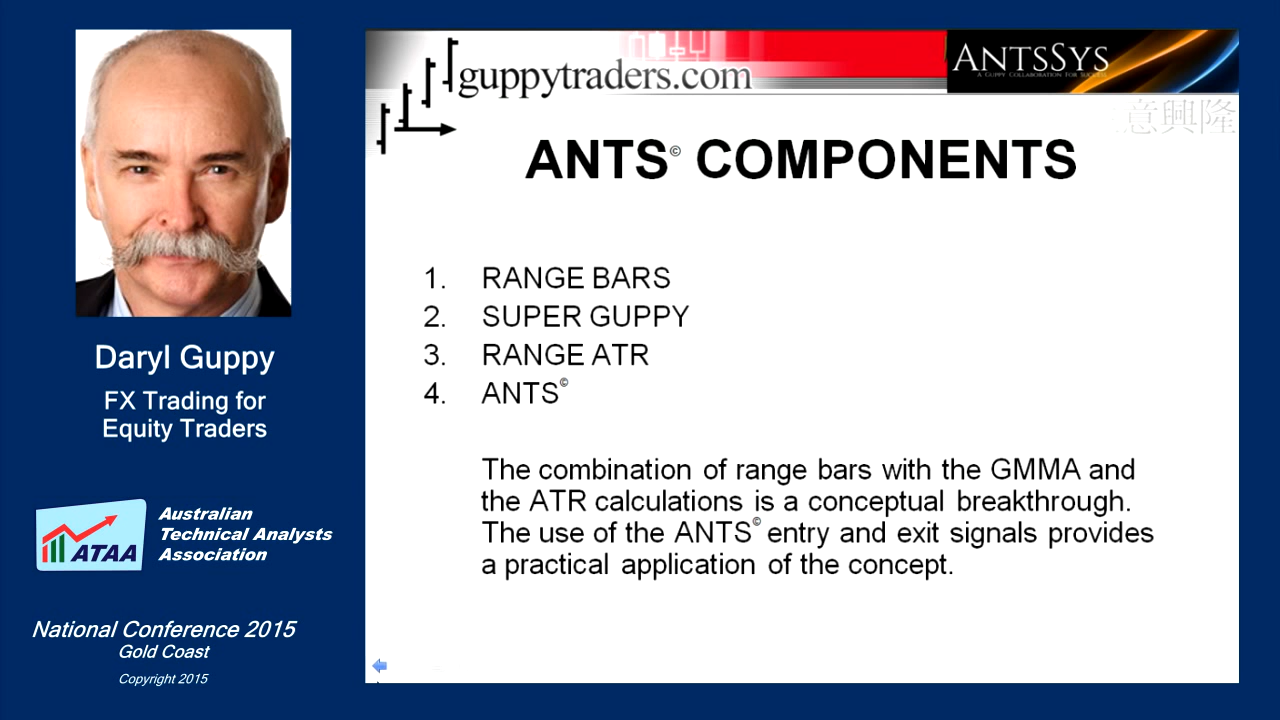 Daryl Guppy
FX Trading for
Equity Traders
ATAA
Australian
Technical Analysts
Association
National Conference 2015
Gold Coast
Copyright 2015
guppytraders.com
ANTSSYS
A GUPPY COLLABORATION FOR SUCCESS
意興隆
ANTS© COMPONENTS
1. RANGE BARS
2. SUPER GUPPY
3. RANGE ATR
4. ANTS©
The combination of range bars with the GMMA and
the ATR calculations is a conceptual breakthrough.
The use of the ANTS© entry and exit signals provides
a practical application of the concept.